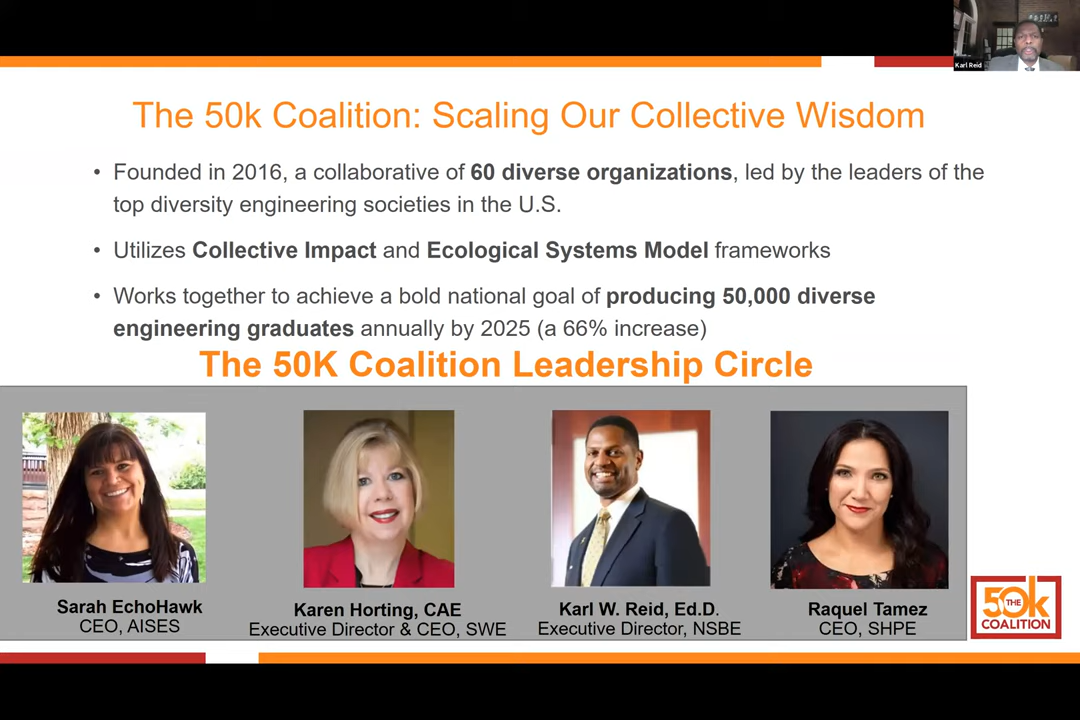 Karl Reid
The 50k Coalition: Scaling Our Collective Wisdom
• Founded in 2016, a collaborative of 60 diverse organizations, led by the leaders of the
top diversity engineering societies in the U.S.
• Utilizes Collective Impact and Ecological Systems Model frameworks
• Works together to achieve a bold national goal of producing 50,000 diverse
engineering graduates annually by 2025 (a 66% increase)
The 50K Coalition Leadership Circle
Sarah EchoHawk
CEO, AISES
Karen Horting, CAE
Executive Director & CEO, SWE
Karl W. Reid, Ed.D.
Executive Director, NSBE
Raquel Tamez
CEO, SHPE
THE
50k
COALITION